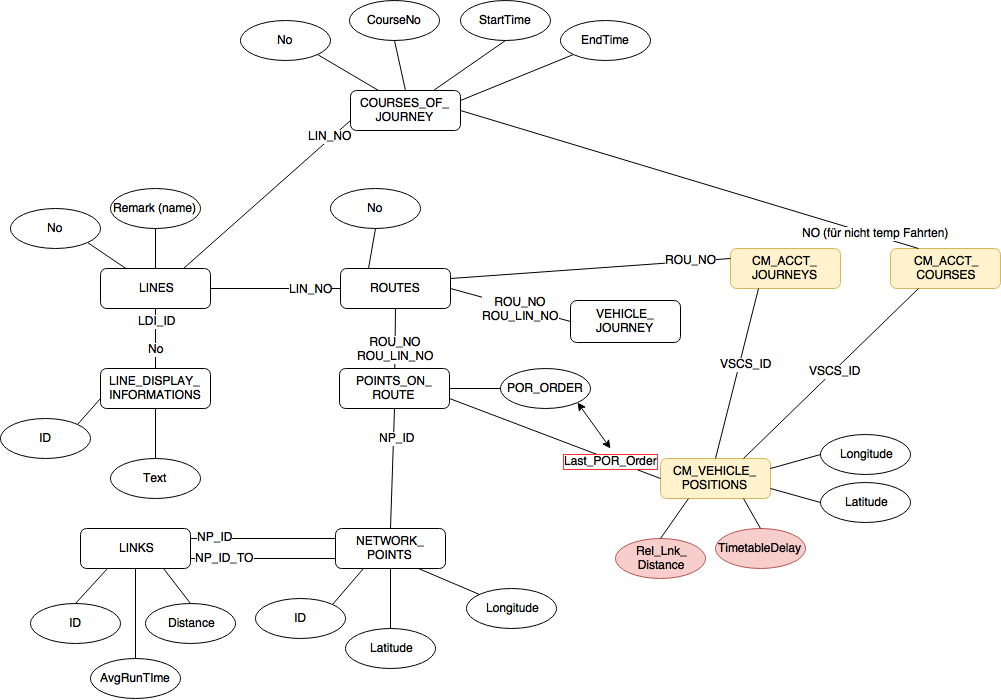 CourseNo
StartTime
No
EndTime
COURSES_OF_
JOURNEY
LIN_NO
Remark (name)
No
No
NO (für nicht temp Fahrten)
ROU_NO
CM_ACCT_
JOURNEYS
CM_ACCT_
COURSES
LINES
LIN_NO
ROUTES
ROU_NO
ROU_LIN_NO
VEHICLE_
JOURNEY
LDI_ID
No
ROU_NO
ROU_LIN_NO
VSCS_ID
VSCS_ID
LINE_DISPLAY_
INFORMATIONS
POINTS_ON_
ROUTE
POR_ORDER
ID
NP_ID
Text
Last_POR_Order
CM_VEHICLE_
POSITIONS
Longitude
Latitude
LINKS
NP_ID
NP_ID_TO
NETWORK_
POINTS
Rel_Lnk_
Distance
TimetableDelay
ID
Distance
AvgRunTIme
ID
Latitude
Longitude